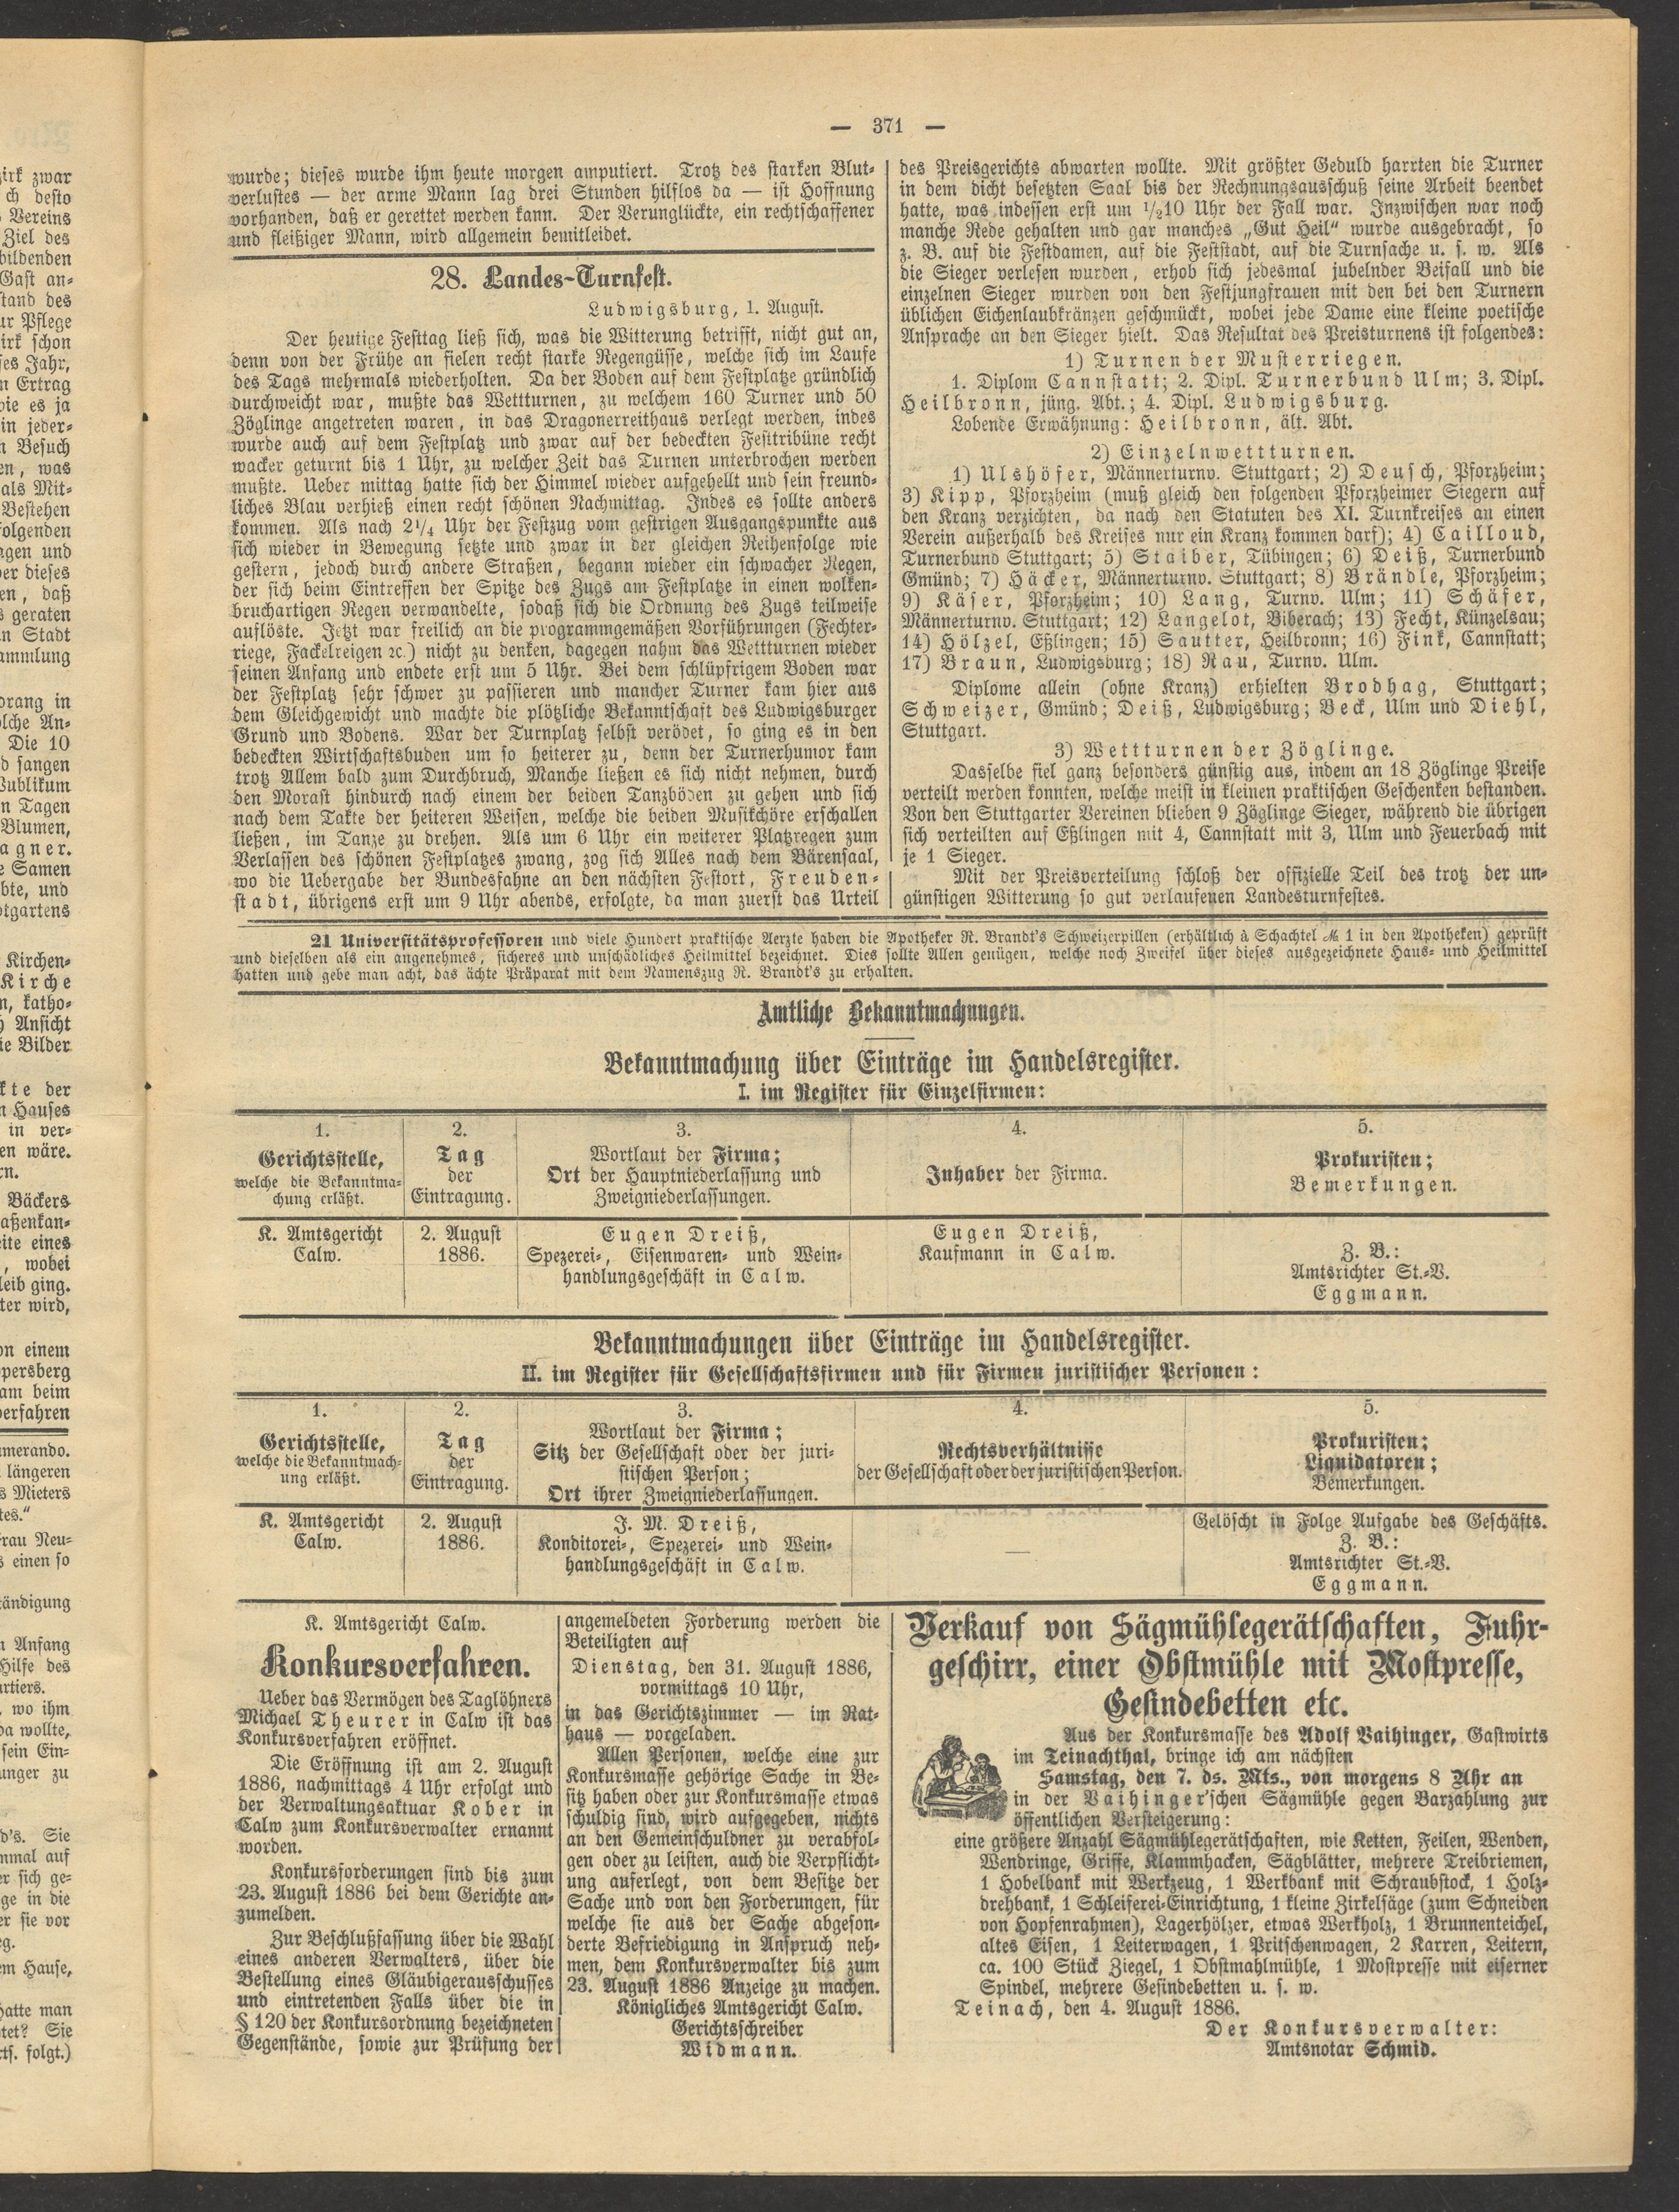 — 371 —
wurde; dieses wurde ihm heute morgen amputiert. Trotz des starken Blut-
verlustes — der arme Mann lag drei Stunden hilflos da — ist Hoffnung
vorhanden, daß er gerettet werden kann. Der Verunglückte, ein rechtschaffener
und fleißiger Mann, wird allgemein bemitleidet.
28. Landes-Turnfest.
Ludwigsburg, 1. August.
Der heutige Festtag ließ sich, was die Witterung betrifft, nicht gut an,
denn von der Frühe an fielen recht starke Regengüsse, welche sich im Laufe
des Tags mehrmals wiederholten. Da der Boden auf dem Festplatze gründlich
durchweicht war, mußte das Wettturnen, zu welchem 160 Turner und 50
Zöglinge angetreten waren, in das Dragonerreithaus verlegt werden, indes
wurde auch auf dem Festplatz und zwar auf der bedeckten Festtribüne recht
wacker geturnt bis 1 Uhr, zu welcher Zeit das Turnen unterbrochen werden
mußte. Ueber mittag hatte sich der Himmel wieder aufgehellt und sein freund-
liches Blau verhieß einen recht schönen Nachmittag. Indes es sollte anders
kommen. Als nach 2¼ Uhr der Festzug vom gestrigen Ausgangspunkte aus
sich wieder in Bewegung setzte und zwar in der gleichen Reihenfolge wie
gestern, jedoch durch andere Straßen, begann wieder ein schwacher Regen,
der sich beim Eintreffen der Spitze des Zugs am Festplatze in einen wolken-
bruchartigen Regen verwandelte, sodaß sich die Ordnung des Zugs teilweise
auflöste. Jetzt war freilich an die programmgemäßen Vorführungen (Fechter-
riege, Fackelreigen ꝛc.) nicht zu denken, dagegen nahm das Wettturnen wieder
seinen Anfang und endete erst um 5 Uhr. Bei dem schlüpfrigem Boden war
der Festplatz sehr schwer zu passieren und mancher Turner kam hier aus
dem Gleichgewicht und machte die plötzliche Bekanntschaft des Ludwigsburger
Grund und Bodens. War der Turnplatz selbst verödet, so ging es in den
bedeckten Wirtschaftsbuden um so heiterer zu, denn der Turnerhumor kam
trotz Allem bald zum Durchbruch, Manche ließen es sich nicht nehmen, durch
den Morast hindurch nach einem der beiden Tanzböden zu gehen und sich
nach dem Takte der heiteren Weisen, welche die beiden Musikchöre erschallen
ließen, im Tanze zu drehen. Als um 6 Uhr ein weiterer Platzregen zum
Verlassen des schönen Festplatzes zwang, zog sich Alles nach dem Bärensaal,
wo die Uebergabe der Bundesfahne an den nächsten Festort, Freuden-
stadt, übrigens erst um 9 Uhr abends, erfolgte, da man zuerst das Urteil
des Preisgerichts abwarten wollte. Mit größter Geduld harrten die Turner
in dem dicht besetzten Saal bis der Rechnungsausschuß seine Arbeit beendet
hatte, was indessen erst um ½10 Uhr der Fall war. Inzwischen war noch
manche Rede gehalten und gar manches „Gut Heil“ wurde ausgebracht, so
z. B. auf die Festdamen, auf die Feststadt, auf die Turnsache u. s. w. Als
die Sieger verlesen wurden, erhob sich jedesmal jubelnder Beifall und die
einzelnen Sieger wurden von den Festjungfrauen mit den bei den Turnern
üblichen Eichenlaubkränzen geschmückt, wobei jede Dame eine kleine poetische
Ansprache an den Sieger hielt. Das Resultat des Preisturnens ist folgendes:
1) Turnen der Musterriegen.
1. Diplom Cannstatt; 2. Dipl. Turnerbund Ulm; 3. Dipl.
Heilbronn, jüng. Abt.; 4. Dipl. Ludwigsburg.
Lobende Erwähnung: Heilbronn, ält. Abt.
2) Einzelnwettturnen.
1) Ulshöfer, Männerturnv. Stuttgart; 2) Deusch, Pforzheim;
3) Kipp, Pforzheim (muß gleich den folgenden Pforzheimer Siegern auf
den Kranz verzichten, da nach den Statuten des XI. Turnkreises an einen
Verein außerhalb des Kreises nur ein Kranz kommen darf); 4) Cailloud,
Turnerbund Stuttgart; 5) Staiber, Tübingen; 6) Deiß, Turnerbund
Gmünd; 7) Häcker, Männerturnv. Stuttgart; 8) Brändle, Pforzheim;
9) Käser, Pforzheim; 10) Lang, Turnv. Ulm; 11) Schäfer,
Männerturnv. Stuttgart; 12) Langelot, Biberach; 13) Fecht, Künzelsau;
14) Hölzel, Eßlingen; 15) Sautter, Heilbronn; 16) Fink, Cannstatt;
17) Braun, Ludwigsburg; 18) Rau, Turnv. Ulm.
Diplome allein (ohne Kranz) erhielten Brodhag, Stuttgart;
Schweizer, Gmünd; Deiß, Ludwigsburg; Beck, Ulm und Diehl,
Stuttgart.
3) Wettturnen der Zöglinge.
Dasselbe fiel ganz besonders günstig aus, indem an 18 Zöglinge Preise
verteilt werden konnten, welche meist in kleinen praktischen Geschenken bestanden.
Von den Stuttgarter Vereinen blieben 9 Zöglinge Sieger, während die übrigen
sich verteilten auf Eßlingen mit 4, Cannstatt mit 3, Ulm und Feuerbach mit
je 1 Sieger.
Mit der Preisverteilung schloß der offizielle Teil des trotz der un-
günstigen Witterung so gut verlaufenen Landesturnfestes.
21 Universitätsprofessoren und viele Hundert praktische Aerzte haben die Apotheker R. Brandt's Schweizerpillen (erhältlich à Schachtel ℳ 1 in den Apotheken) geprüft
und dieselben als ein angenehmes, sicheres und unschädliches Heilmittel bezeichnet. Dies sollte Allen genügen, welche noch Zweifel über dieses ausgezeichnete Haus- und Heilmittel
hatten und gebe man acht, das ächte Präparat mit dem Namenszug R. Brandt's zu erhalten.
Amtliche Bekanntmachungen.
Bekanntmachung über Einträge im Handelsregister.
I. im Register für Einzelfirmen:
1.
Gerichtsstelle,
welche die Bekanntma-
chung erläßt.
2.
Tag
der
Eintragung.
3.
Wortlaut der Firma;
Ort der Hauptniederlassung und
Zweigniederlassungen.
4.
Inhaber der Firma.
5.
Prokuristen;
Bemerkungen.
K. Amtsgericht
Calw.
2. August
1886.
Eugen Dreiß,
Spezerei-, Eisenwaren- und Wein-
handlungsgeschäft in Calw.
Eugen Dreiß,
Kaufmann in Calw.
Z. B.:
Amtsrichter St.-V.
Eggmann.
Bekanntmachungen über Einträge im Handelsregister.
II. im Register für Gesellschaftsfirmen und für Firmen juristischer Personen:
1.
Gerichtsstelle,
welche die Bekanntmach-
ung erläßt.
2.
Tag
der
Eintragung.
3.
Wortlaut der Firma;
Sitz der Gesellschaft oder der juri-
stischen Person;
Ort ihrer Zweigniederlassungen.
4.
Rechtsverhältnisse
der Gesellschaft oder der juristischen Person.
5.
Prokuristen;
Liquidatoren;
Bemerkungen.
K. Amtsgericht
Calw.
2. August
1886.
J. M. Dreiß,
Konditorei-, Spezerei- und Wein-
handlungsgeschäft in Calw.
—
Gelöscht in Folge Aufgabe des Geschäfts.
Z. B.:
Amtsrichter St.-V.
Eggmann.
K. Amtsgericht Calw.
Konkursverfahren.
Ueber das Vermögen des Taglöhners
Michael Theurer in Calw ist das
Konkursverfahren eröffnet.
Die Eröffnung ist am 2. August
1886, nachmittags 4 Uhr erfolgt und
der Verwaltungsaktuar Kober in
Calw zum Konkursverwalter ernannt
worden.
Konkursforderungen sind bis zum
23. August 1886 bei dem Gerichte an-
zumelden.
Zur Beschlußfassung über die Wahl
eines anderen Verwalters, über die
Bestellung eines Gläubigerausschusses
und eintretenden Falls über die in
§ 120 der Konkursordnung bezeichneten
Gegenstände, sowie zur Prüfung der
angemeldeten Forderung werden die
Beteiligten auf
Dienstag, den 31. August 1886,
vormittags 10 Uhr,
in das Gerichtszimmer — im Rat-
haus — vorgeladen.
Allen Personen, welche eine zur
Konkursmasse gehörige Sache in Be-
sitz haben oder zur Konkursmasse etwas
schuldig sind, wird aufgegeben, nichts
an den Gemeinschuldner zu verabfol-
gen oder zu leisten, auch die Verpflicht-
ung auferlegt, von dem Besitze der
Sache und von den Forderungen, für
welche sie aus der Sache abgeson-
derte Befriedigung in Anspruch neh-
men, dem Konkursverwalter bis zum
23. August 1886 Anzeige zu machen.
Königliches Amtsgericht Calw.
Gerichtsschreiber
Widmann.
Verkauf von Sägmühlegerätschaften, Fuhr-
geschirr, einer Obstmühle mit Mostpresse,
Gesindebetten etc.
Aus der Konkursmasse des Adolf Vaihinger, Gastwirts
im Teinachthal, bringe ich am nächsten
Samstag, den 7. ds. Mts., von morgens 8 Uhr an
in der Vaihinger'schen Sägmühle gegen Barzahlung zur
öffentlichen Versteigerung:
eine größere Anzahl Sägmühlegerätschaften, wie Ketten, Feilen, Wenden,
Wendringe, Griffe, Klammhacken, Sägblätter, mehrere Treibriemen,
1 Hobelbank mit Werkzeug, 1 Werkbank mit Schraubstock, 1 Holz-
drehbank, 1 Schleiferei-Einrichtung, 1 kleine Zirkelsäge (zum Schneiden
von Hopfenrahmen), Lagerhölzer, etwas Werkholz, 1 Brunnenteichel,
altes Eisen, 1 Leiterwagen, 1 Pritschenwagen, 2 Karren, Leitern,
ca. 100 Stück Ziegel, 1 Obstmahlmühle, 1 Mostpresse mit eiserner
Spindel, mehrere Gesindebetten u. s. w.
Teinach, den 4. August 1886.
Der Konkursverwalter:
Amtsnotar Schmid.